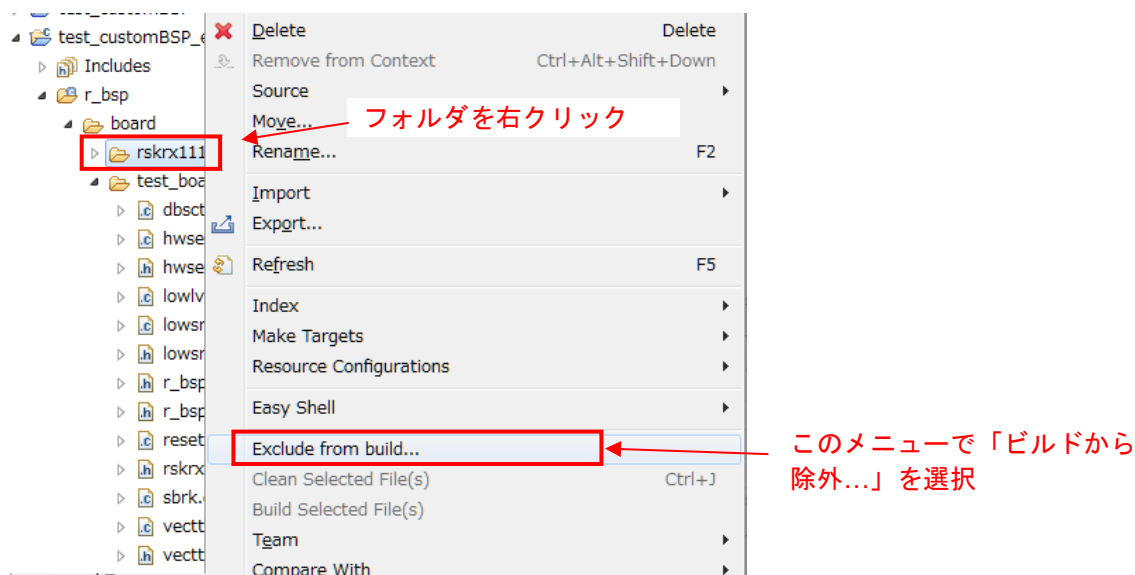 test_customBSP_e
Includes
r_bsp
board
rskrx111
test_boa
dbsct
hwse
hwse
lowlv
lowsr
lowsr
r_bsp
r_bsp
reset
rskrx
sbrk.
vectt
vectt
Delete Delete
Remove from Context Ctrl+Alt+Shift+Down
Source
Move...
Rename... F2
Import
Export...
Refresh F5
Index
Make Targets
Resource Configurations
Easy Shell
Exclude from build...
Clean Selected File(s) Ctrl+J
Build Selected File(s)
Team
Compare With
フォルダを右クリック
このメニューで「ビルドから
除外...」を選択